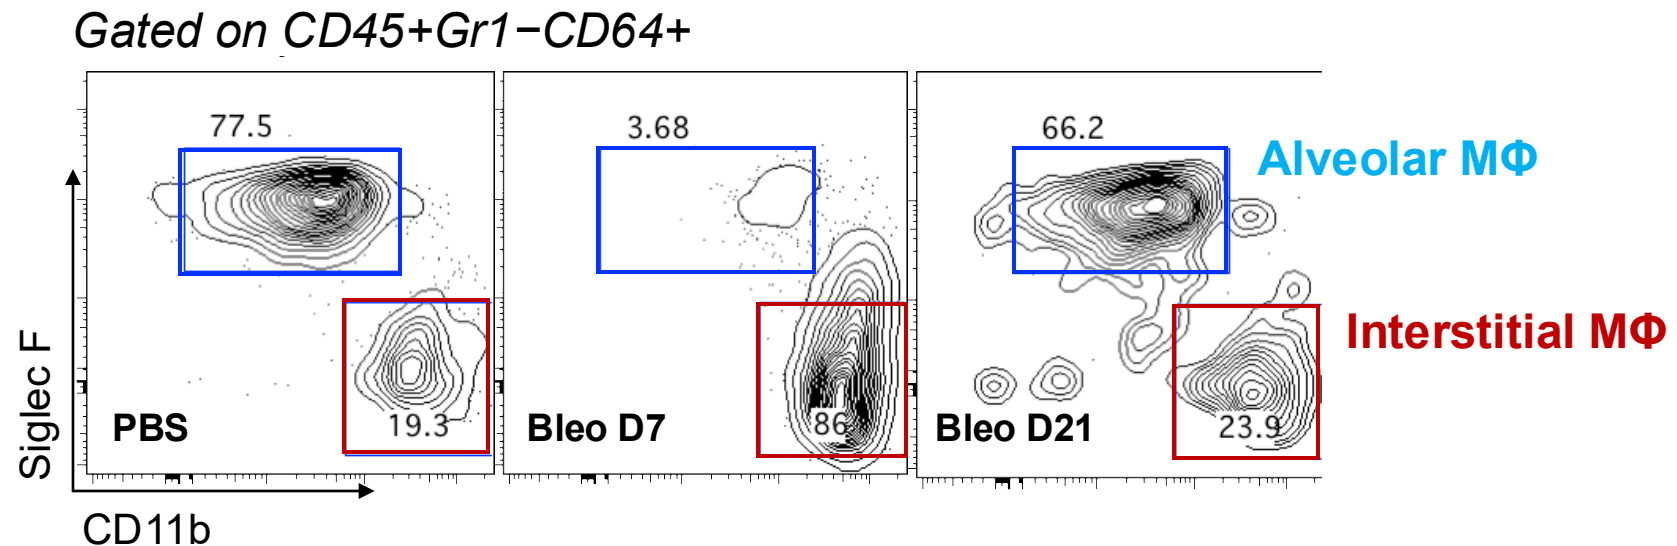 Gated on CD45+Gr1−CD64+
77.5
3.68
66.2
Alveolar MΦ
Interstitial MΦ
Siglec F
PBS
19.3
Bleo D7
86
Bleo D21
23.9
CD11b